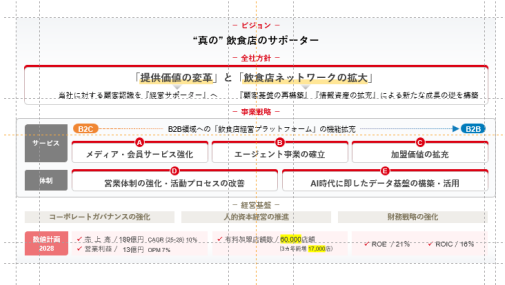 ー ビジョン ー
“真の” 飲食店のサポーター
ー 全社方針 ー
「提供価値の変革」と「飲食店ネットワークの拡大」
当社に対する顧客認識を「経営サポーター」へ 「顧客基盤の再構築」「情報資産の拡充」による新たな成長の礎を構築
ー 事業戦略 ー
サービス
B2C B2B領域への「飲食店経営プラットフォーム」の機能拡充 B2B
A B C
メディア・会員サービス強化 エージェント事業の確立 加盟価値の拡充
体制
D E
営業体制の強化・活動プロセスの改善 AI時代に即したデータ基盤の構築・活用
ー 経営基盤 ー
コーポレートガバナンスの強化 人的資本経営の推進 財務戦略の強化
数値計画
2028
売 上 高 / 189億円, CAGR (25-28) 10%
営業利益 / 13億円 OPM 7%
有料加盟店舗数 / 60,000店舗
17,000店)
ROE / 21% ROIC / 16%